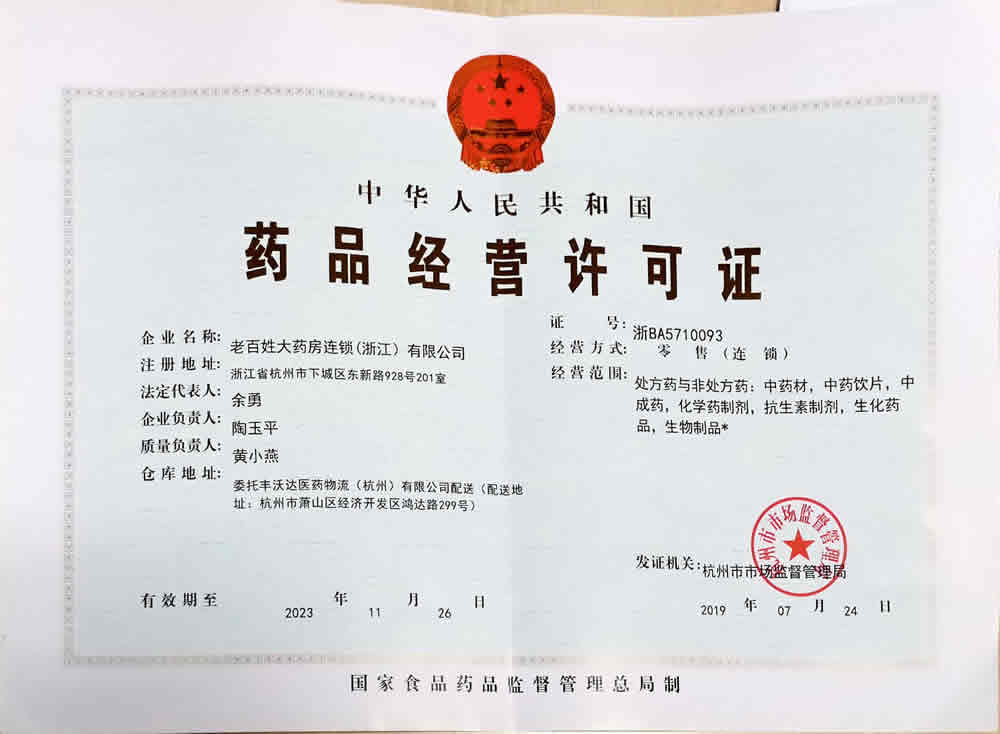 中华人民共和国
药品经营许可证
企业名称: 老百姓大药房连锁(浙江)有限公司
注册地址: 浙江省杭州市下城区东新路928号201室
法定代表人: 余勇
企业负责人: 陶玉平
质量负责人: 黄小燕
仓库地址: 委托丰沃达医药物流(杭州)有限公司配送(配送地
址:杭州市萧山区经济开发区鸿达路299号)
有效期至 2023 年 11 月 26 日
证 号: 浙BA5710093
经营方式: 零 售(连 锁)
经营范围: 处方药与非处方药:中药材,中药饮片,中
成药,化学药制剂,抗生素制剂,生化药
品,生物制品*
杭州市市场监督管理局
发证机关: 杭州市市场监督管理局
2019 年 07 月 24 日
国家食品药品监督管理总局制